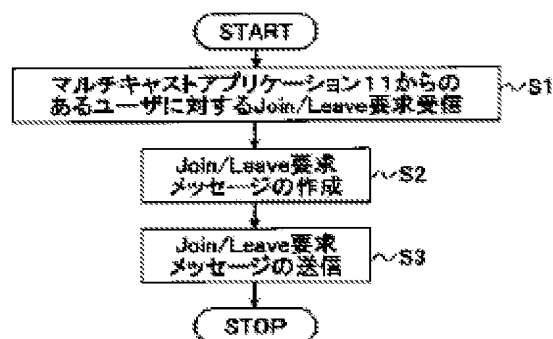 START
マルチキャストアプリケーション11からの
あるユーザに対するJoin/Leave要求受信
~S1
Join/Leave要求
メッセージの作成
~S2
Join/Leave要求
メッセージの送信
~S3
STOP